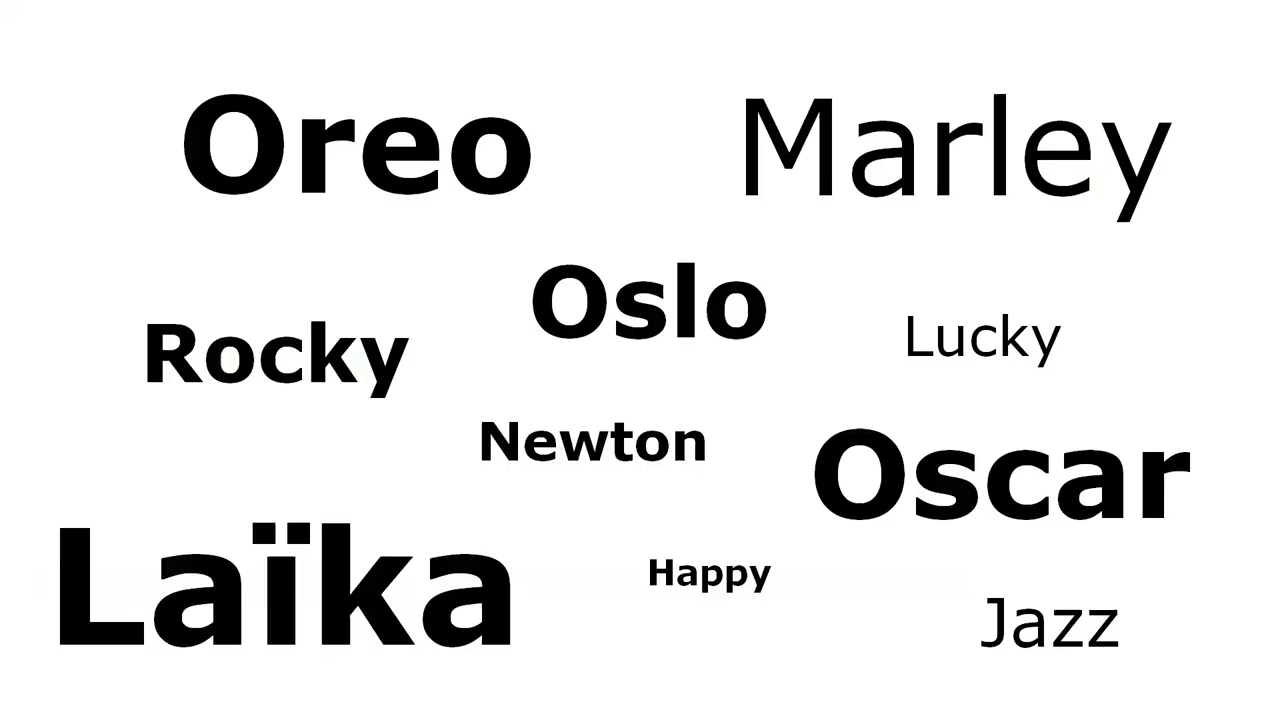 Oreo
Marley
Oslo
Rocky
Lucky
Newton
Oscar
Laïka
Happy
Jazz